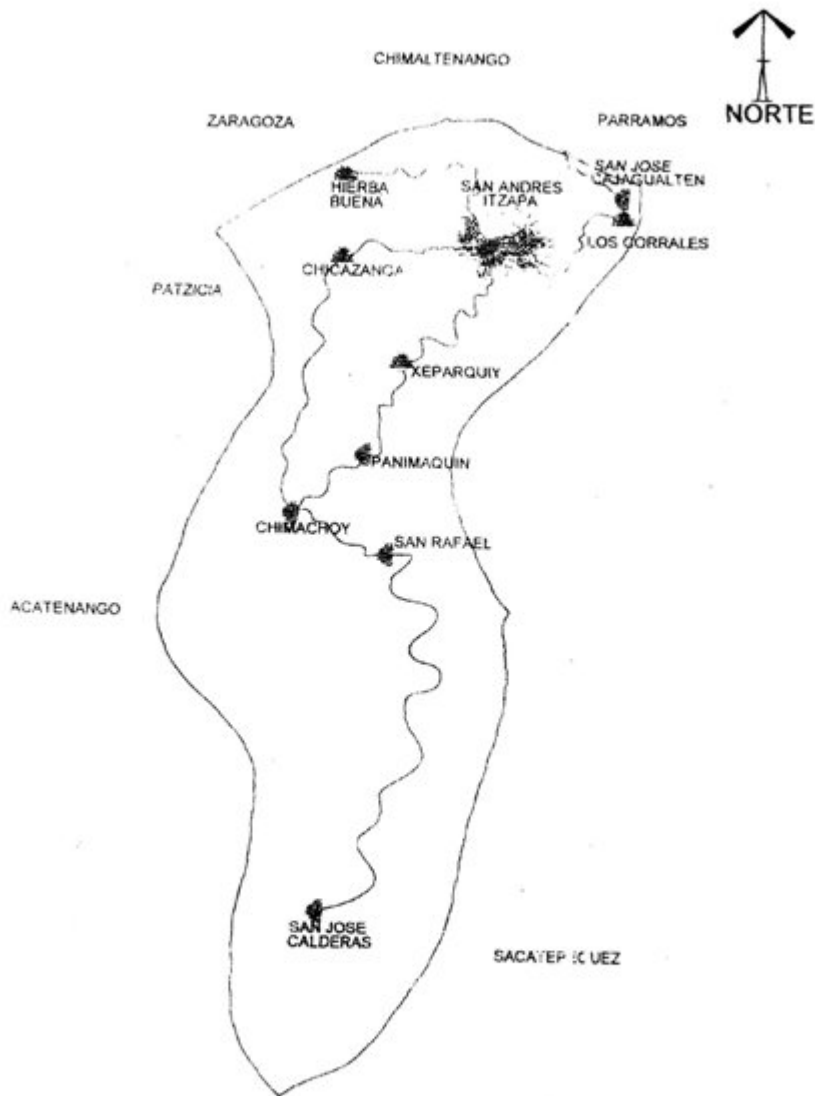 CHIMALTENANGO
NORTE
ZARAGOZA
PARRAMOS
SAN JOSE
CAJAGUALTEN
HIERBA
BUENA
SAN ANDRES
ITZAPA
LOS CORRALES
CHICAZANGA
PATZICIA
XEPARQUIY
PANIMAQUIN
CHIMACHOY
SAN RAFAEL
ACATENANGO
SAN JOSE
CALDERAS